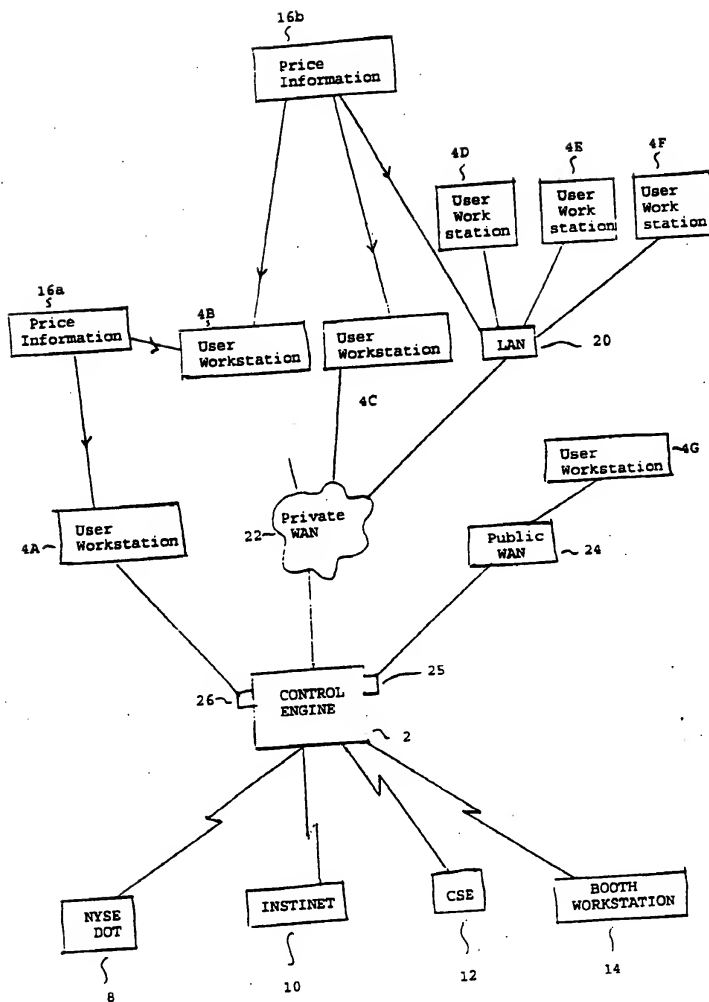 16b
Price
Information
4D
4E
4F
User
Work
station
User
Work
station
User
Work
station
16a
Price
Information
4B
User
Workstation
User
Workstation
LAN
20
4C
User
Workstation
4G
4A
User
Workstation
22
Private
WAN
Public
WAN
24
26
CONTROL
ENGINE
25
2
NYSE
DOT
INSTINET
CSE
BOOTH
WORKSTATION
8
10
12
14